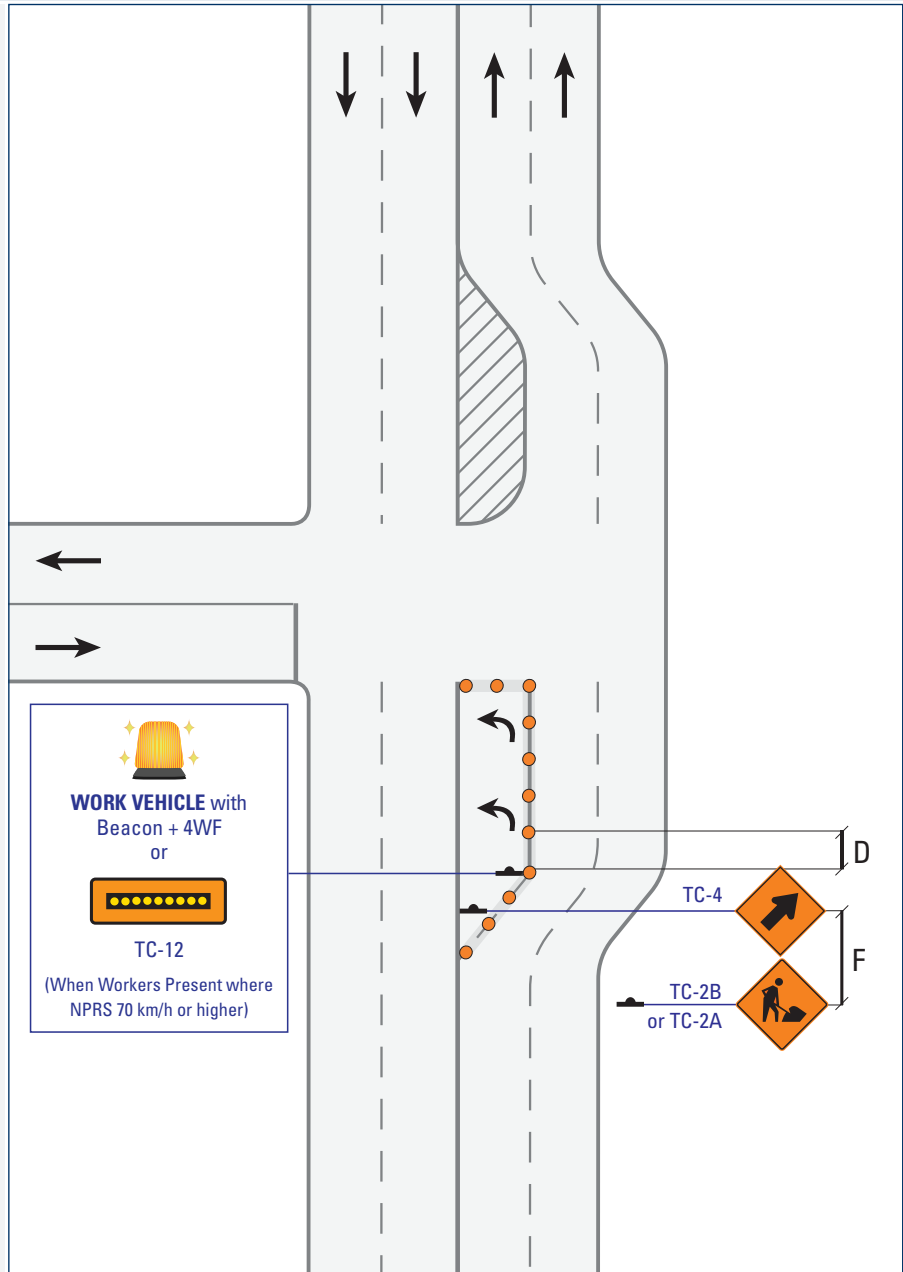 WORK VEHICLE with
Beacon + 4WF
or
TC-12
(When Workers Present where
NPRS 70 km/h or higher)
D
TC-4
F
TC-2B
or TC-2A